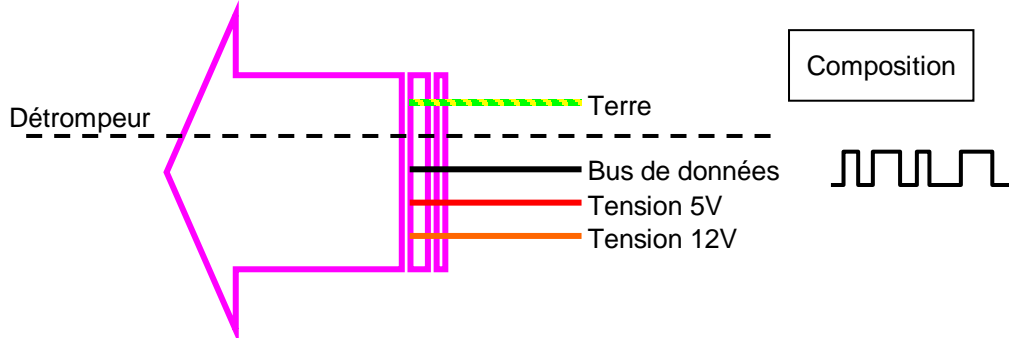 Composition
Terre
Détrompeur
Bus de données
Tension 5V
Tension 12V